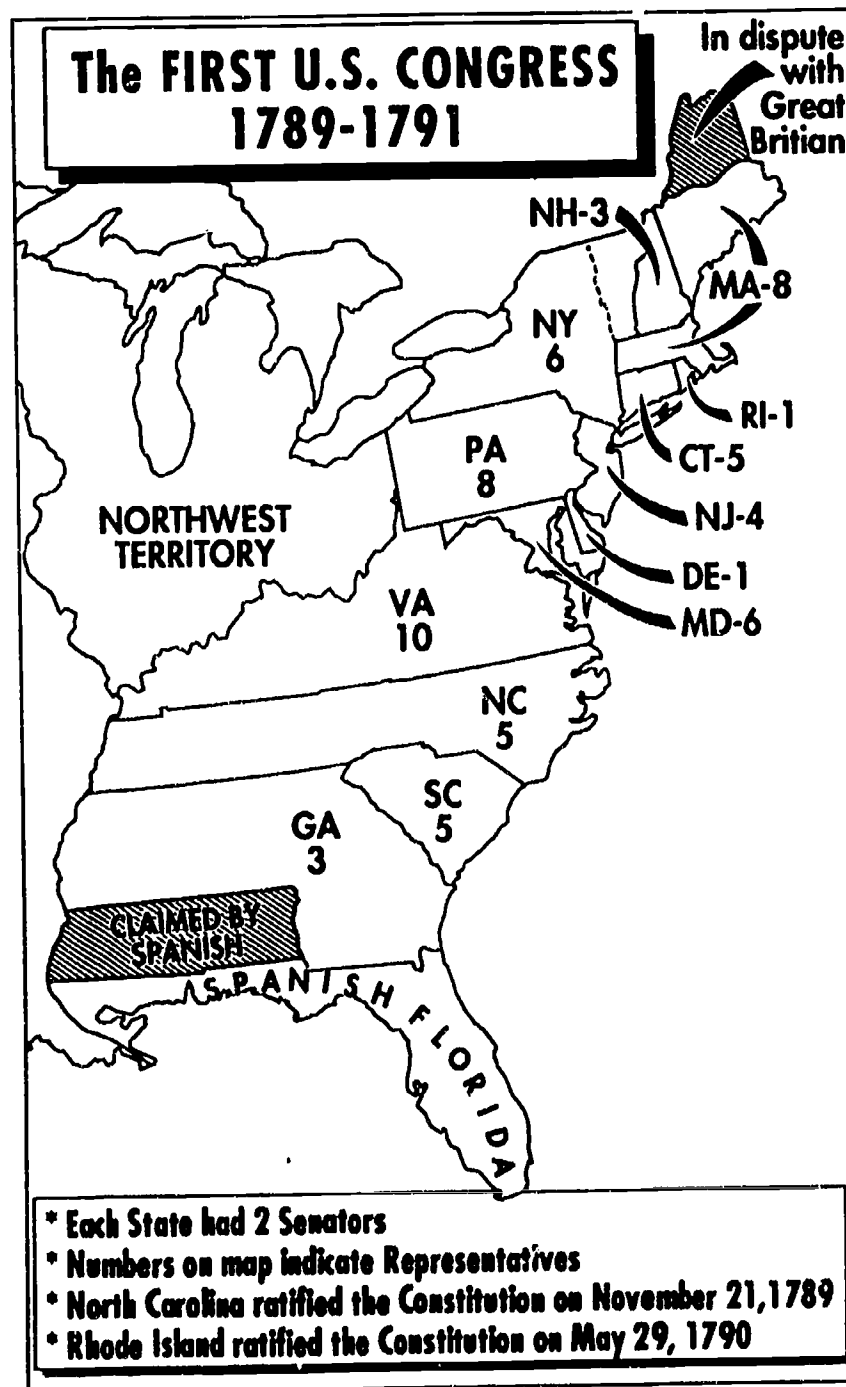 The FIRST U.S. CONGRESS
1789-1791
In dispute
with
Great
Britian
NH-3
MA-8
NY
6
RI-1
CT-5
PA
8
NJ-4
NORTHWEST
TERRITORY
DE-1
MD-6
VA
10
NC
5
SC
5
GA
3
CLAIMED BY
SPANISH
SPANISH FLORIDA
* Each State had 2 Senators
* Numbers on map indicate Representatives
* North Carolina ratified the Constitution on November 21,1789
* Rhode Island ratified the Constitution on May 29, 1790